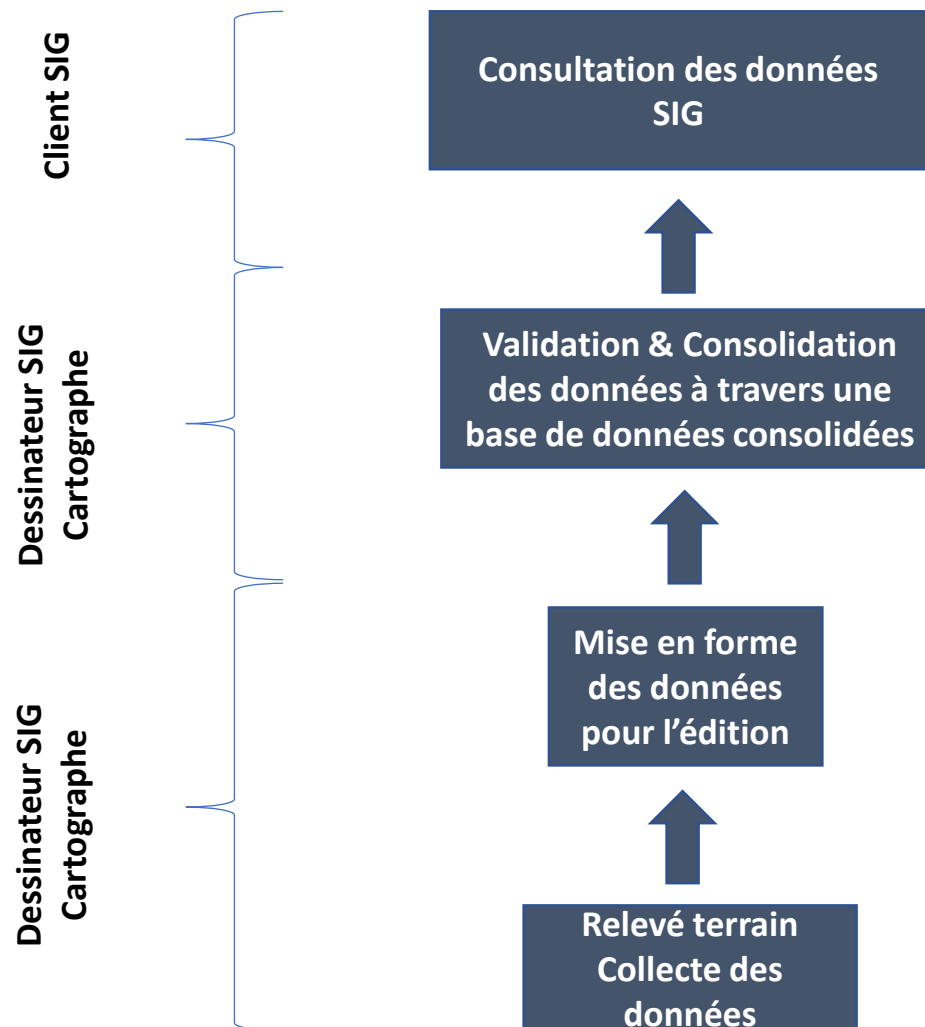 Client SIG
Consultation des données
SIG
Dessinateur SIG
Cartographe
Validation & Consolidation
des données à travers une
base de données consolidées
Dessinateur SIG
Cartographe
Mise en forme
des données
pour l’édition
Relevé terrain
Collecte des
données